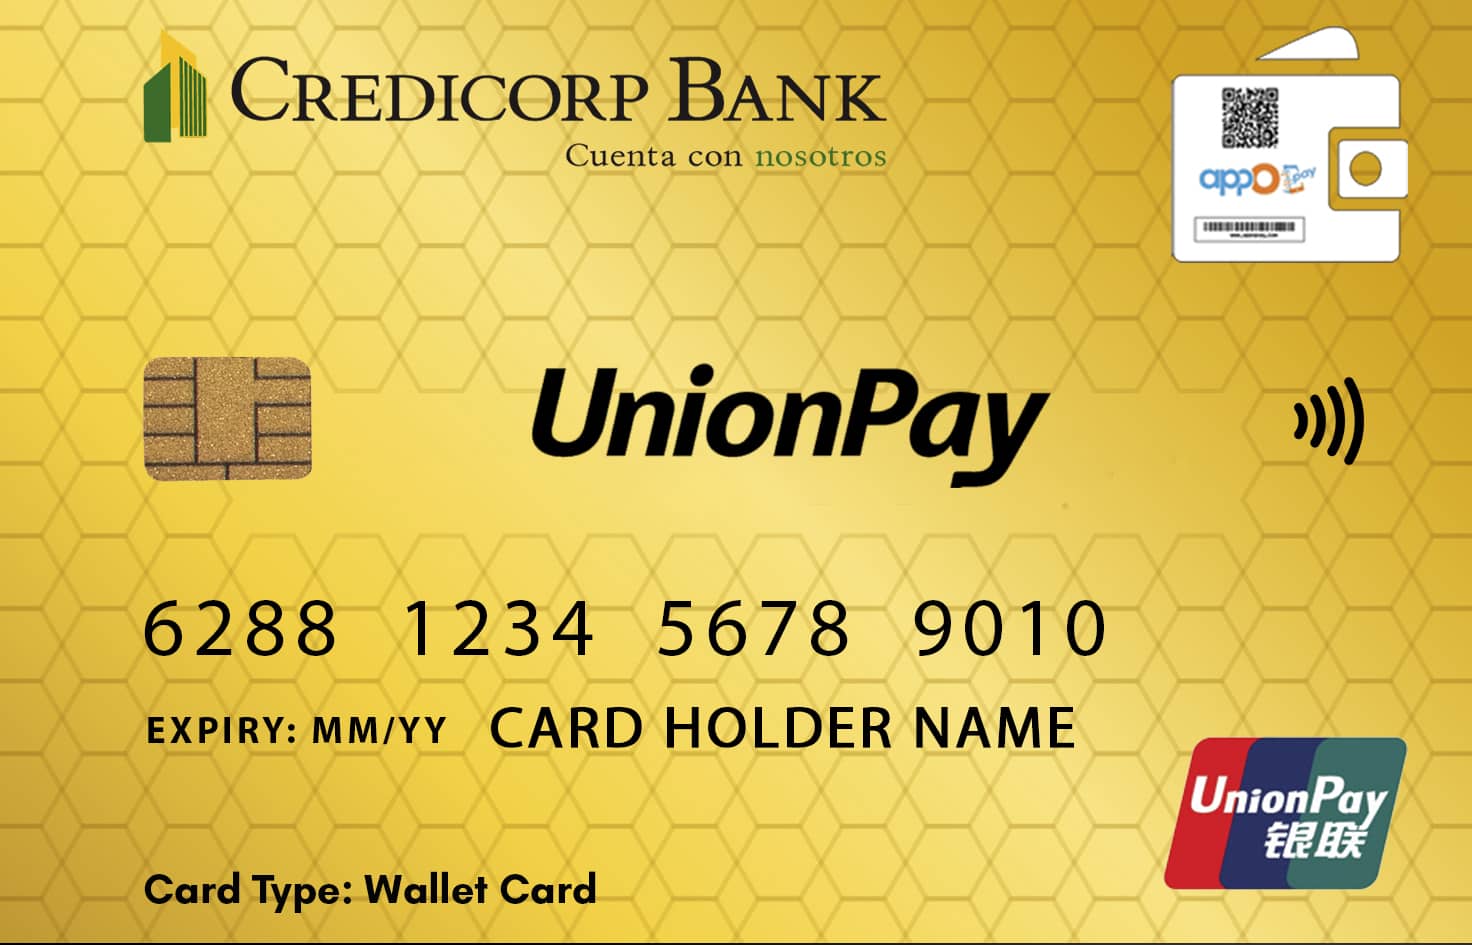 CREDICORP BANK
Cuenta con nosotros
appO pay
UnionPay
6288 1234 5678 9010
EXPIRY: MM/YY CARD HOLDER NAME
UnionPay
银联
Card Type: Wallet Card